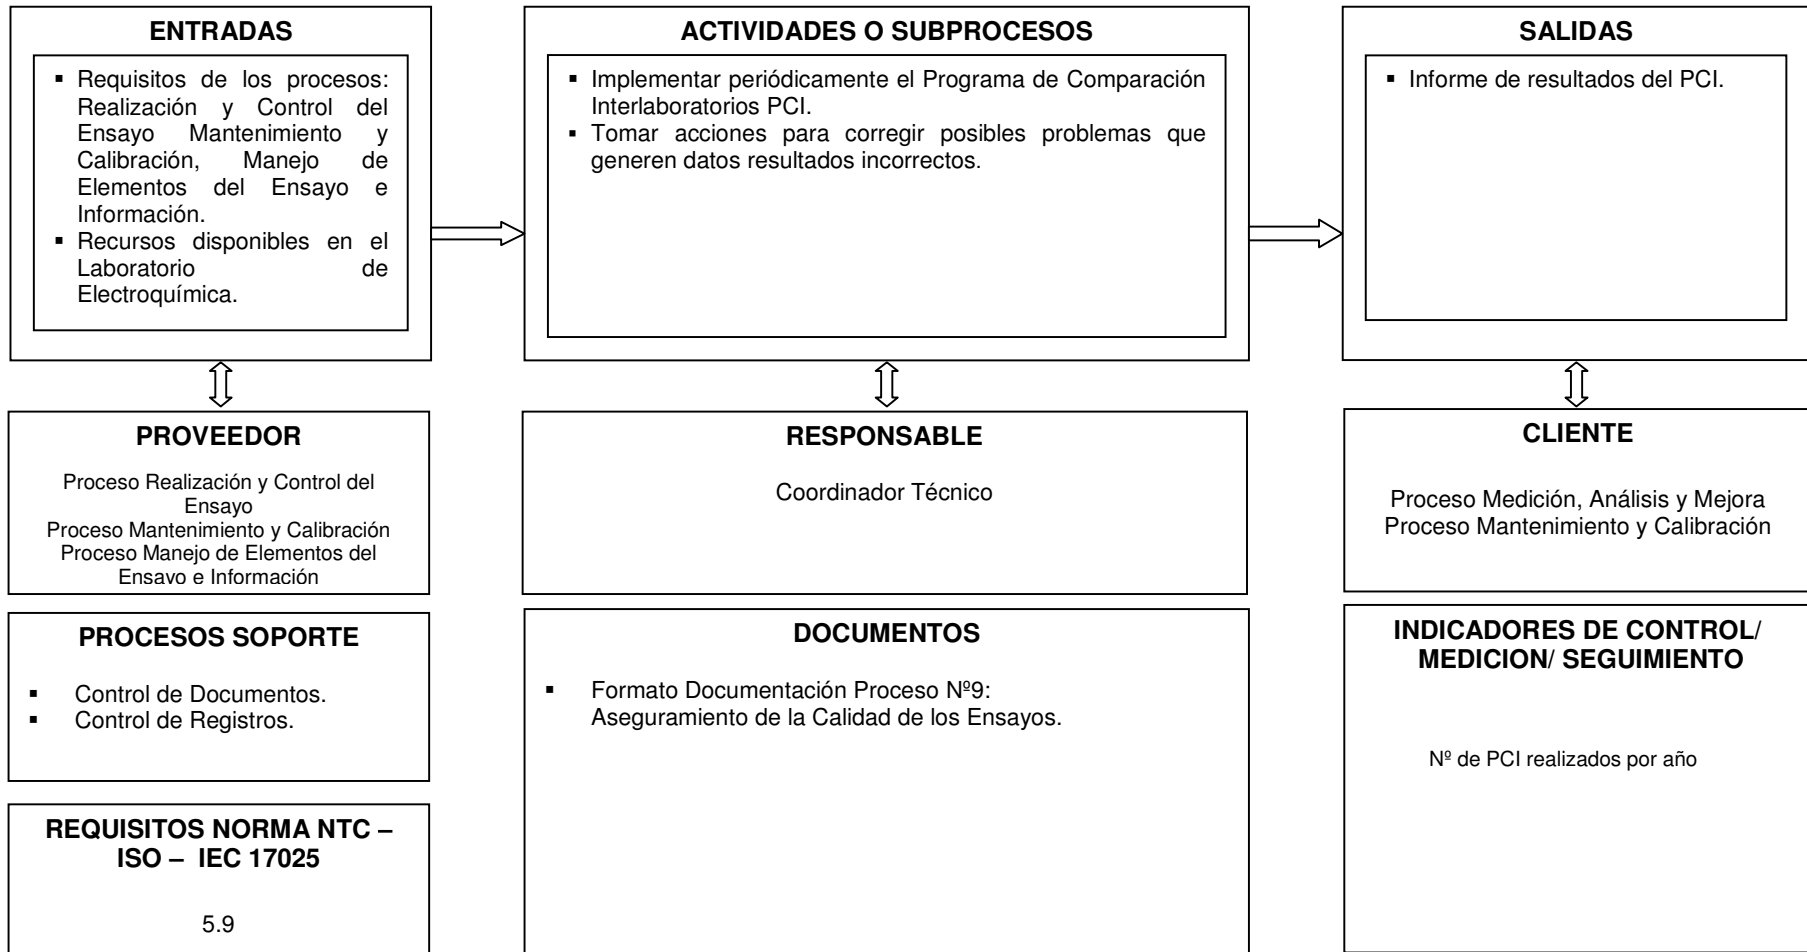 ENTRADAS
▪ Requisitos de los procesos:
Realización y Control del
Ensayo Mantenimiento y
Calibración, Manejo de
Elementos del Ensayo e
Información.
▪ Recursos disponibles en el
Laboratorio de
Electroquímica.
ACTIVIDADES O SUBPROCESOS
▪ Implementar periódicamente el Programa de Comparación
Interlaboratorios PCI.
▪ Tomar acciones para corregir posibles problemas que
generen datos resultados incorrectos.
SALIDAS
▪ Informe de resultados del PCI.
PROVEEDOR
Proceso Realización y Control del
Ensayo
Proceso Mantenimiento y Calibración
Proceso Manejo de Elementos del
Ensayo e Información
RESPONSABLE
Coordinador Técnico
CLIENTE
Proceso Medición, Análisis y Mejora
Proceso Mantenimiento y Calibración
PROCESOS SOPORTE
▪ Control de Documentos.
▪ Control de Registros.
DOCUMENTOS
▪ Formato Documentación Proceso Nº9:
Aseguramiento de la Calidad de los Ensayos.
INDICADORES DE CONTROL/
MEDICION/ SEGUIMIENTO
Nº de PCI realizados por año
REQUISITOS NORMA NTC –
ISO – IEC 17025
5.9